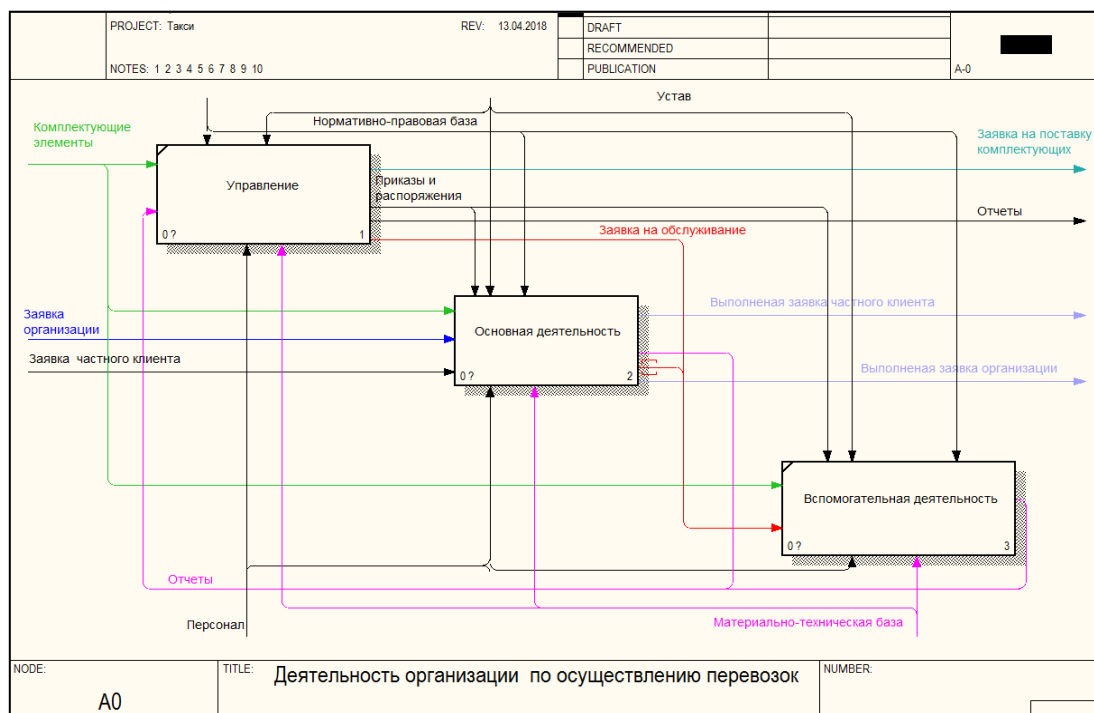 PROJECT: Такси
REV: 13.04.2018
DRAFT
RECOMMENDED
NOTES: 1 2 3 4 5 6 7 8 9 10
PUBLICATION
A-0
Устав
Нормативно-правовая база
Комплектующие
элементы
Заявка на поставку
комплектующих
Управление
Приказы и
распоряжения
Отчеты
0 ?
1
Заявка на обслуживание
Выполненая заявка частного клиента
Заявка
организации
Основная деятельность
Заявка частного клиента
Выполненая заявка организации
0 ?
2
Вспомогательная деятельность
0 ?
3
Отчеты
Персонал
Материально-техническая база
NODE:
TITLE:
NUMBER:
Деятельность организации по осуществлению перевозок
A0